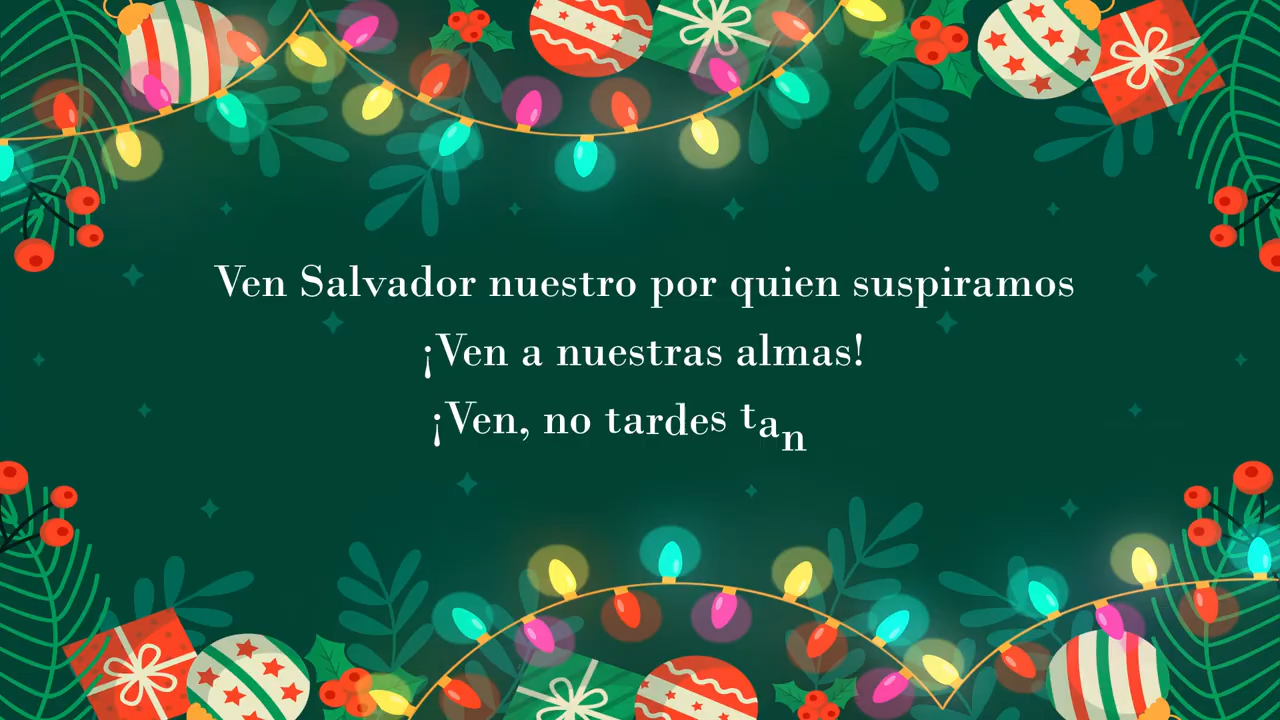 Ven Salvador nuestro por quien suspiramos
¡Ven a nuestras almas!
¡Ven, no tardes tan